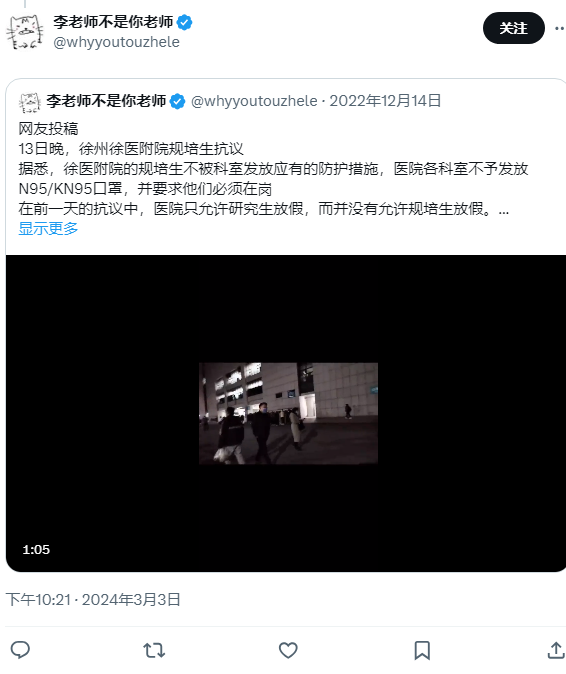 李老师不是你老师
@whyyoutouzhele
关注
李老师不是你老师 @whyyoutouzhele · 2022年12月14日
网友投稿
13日晚，徐州徐医附院规培生抗议
据悉，徐医附院的规培生不被科室发放应有的防护措施，医院各科室不予发放
N95/KN95口罩，并要求他们必须在岗
在前一天的抗议中，医院只允许研究生放假，而并没有允许规培生放假。...
显示更多
1:05
下午10:21 · 2024年3月3日